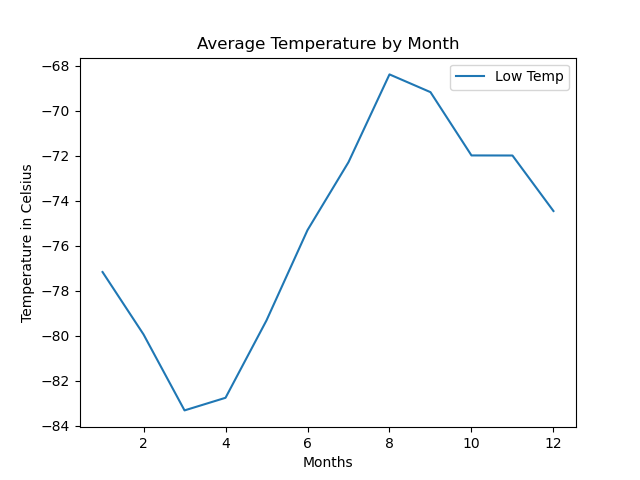 Average Temperature by Month
Low Temp
Temperature in Celsius
−68
−70
−72
−74
−76
−78
−80
−82
−84
2 4 6 8 10 12
Months